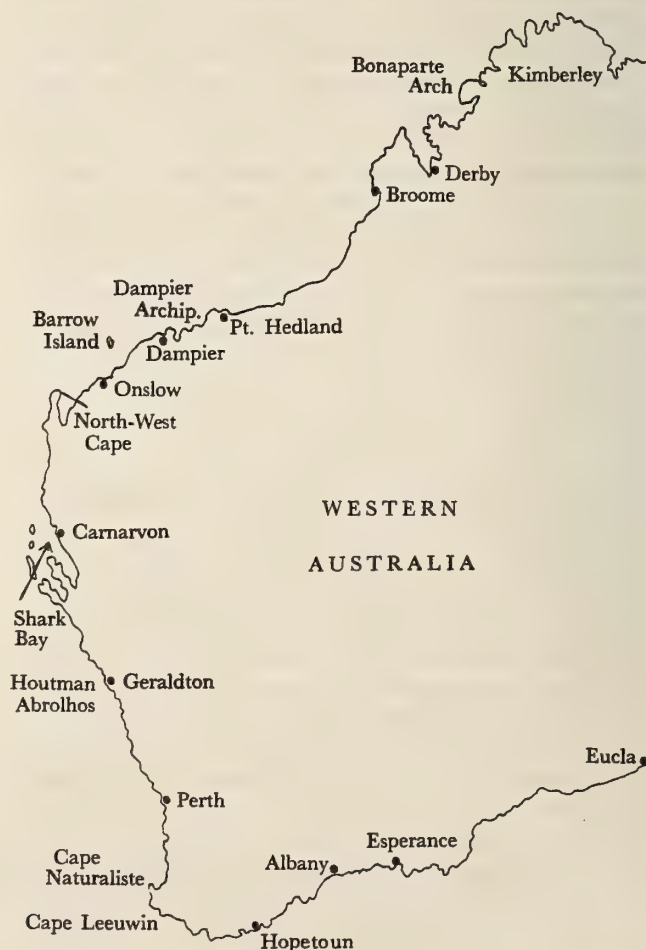 Bonaparte
Arch
Kimberley
Derby
Broome
Dampier
Archip.
Pt. Hedland
Barrow
Island
Dampier
Onslow
North-West
Cape
WESTERN
AUSTRALIA
Carnarvon
Shark
Bay
Houtman
Abrolhos
Geraldton
Eucla
Perth
Esperance
Albany
Cape
Naturaliste
Cape Leeuwin
Hopetoun